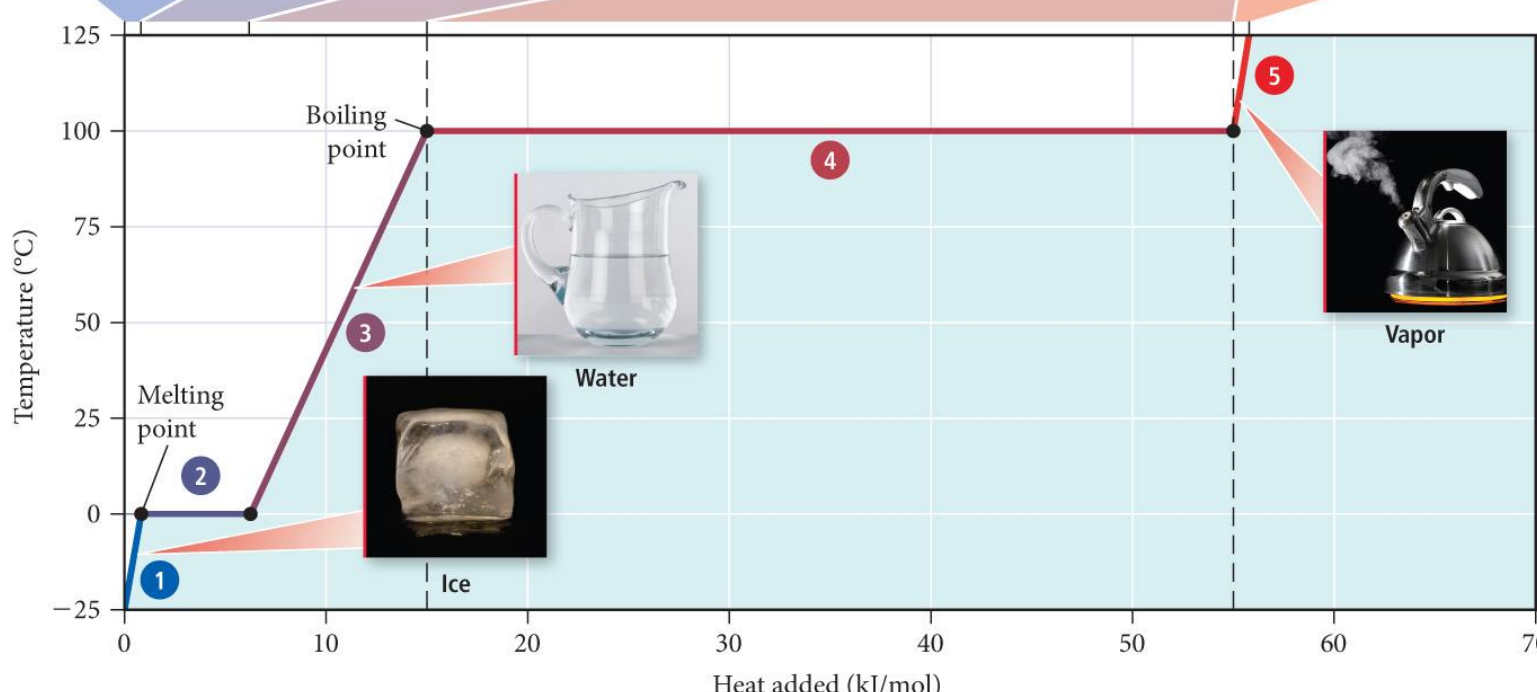 125
5
Boiling
point
100
4
75
Temperature (°C)
50
3
Water
Vapor
Melting
point
25
2
0
1
Ice
−25
0 10 20 30 40 50 60
Heat added (kJ/mol)